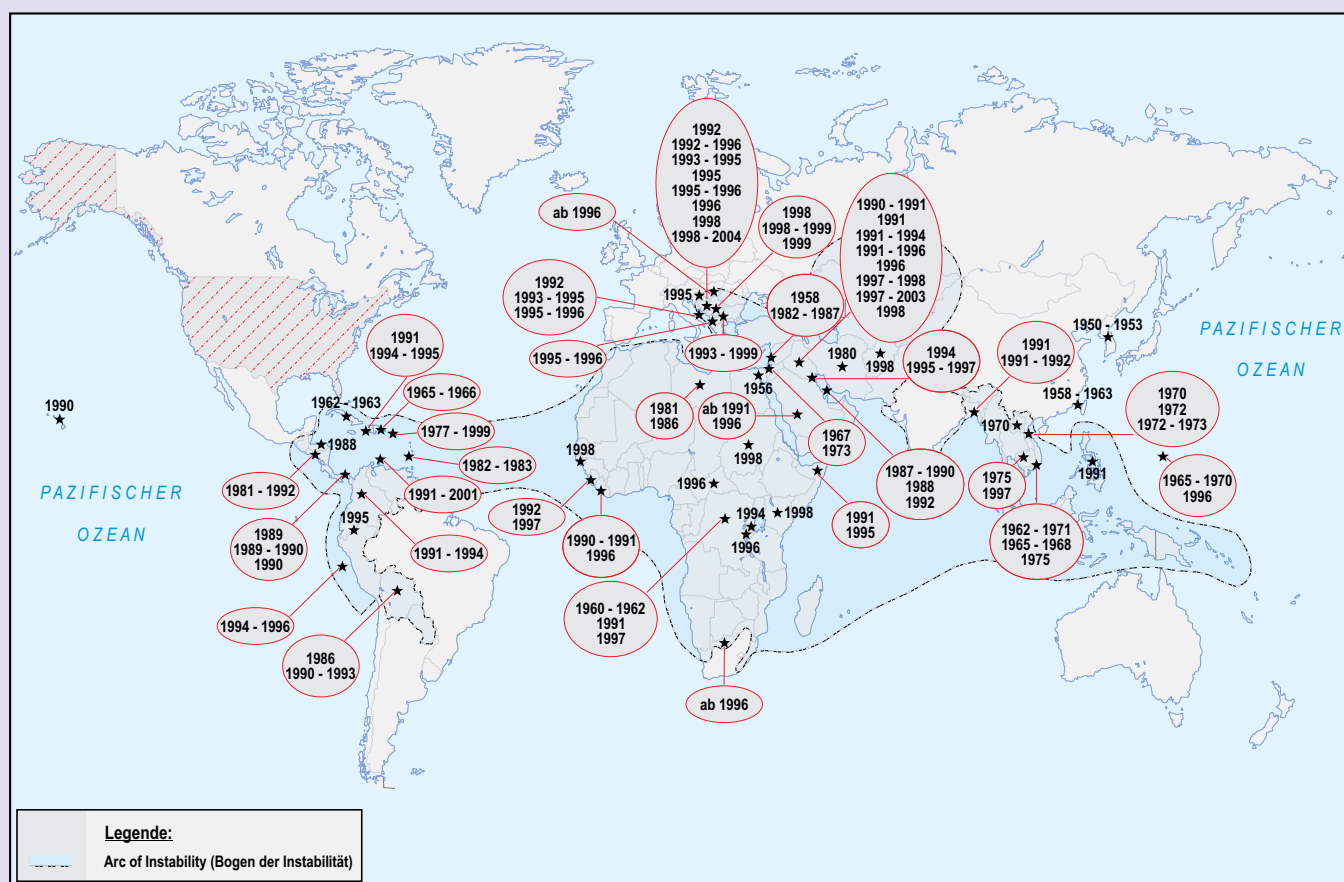 1992
1992 - 1996
1993 - 1995
1995
1995 - 1996
1996
1998
1998 - 2004
ab 1996
1998
1998 - 1999
1999
1990 - 1991
1991
1991 - 1994
1991 - 1996
1996
1997 - 1998
1997 - 2003
1998
1992
1993 - 1995
1995 - 1996
1995
1958
1982 - 1987
1950 - 1953
PAZIFISCHER
OZEAN
1991
1994 - 1995
1995 - 1996
1993 - 1999
1956
1980
1998
1994
1995 - 1997
1991
1991 - 1992
1958 - 1963
1970
1972
1972 - 1973
1990
1962 - 1963
1965 - 1966
1977 - 1999
1988
1982 - 1983
1981
1986
ab 1991
1996
1967
1973
1998
1970
1991
1965 - 1970
1996
PAZIFISCHER
OZEAN
1981 - 1992
1991 - 2001
1998
1996
1987 - 1990
1988
1992
1975
1997
1989
1989 - 1990
1990
1995
1991 - 1994
1992
1997
1990 - 1991
1996
1994
1998
1996
1991
1995
1962 - 1971
1965 - 1968
1975
1994 - 1996
1986
1990 - 1993
1960 - 1962
1991
1997
ab 1996
Legende:
Arc of Instability (Bogen der Instabilität)